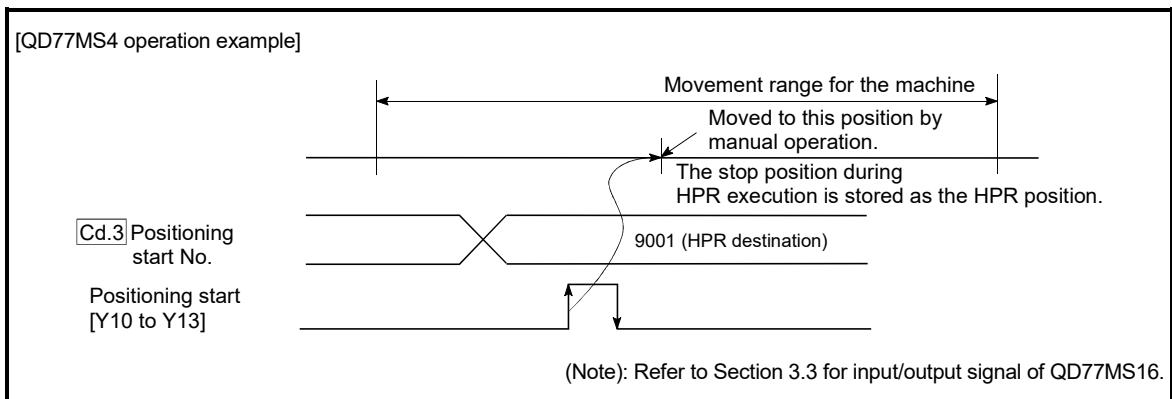 [QD77MS4 operation example]
Movement range for the machine
Moved to this position by
manual operation.
The stop position during
HPR execution is stored as the HPR position.
Cd.3 Positioning
start No.
9001 (HPR destination)
Positioning start
[Y10 to Y13]
(Note): Refer to Section 3.3 for input/output signal of QD77MS16.